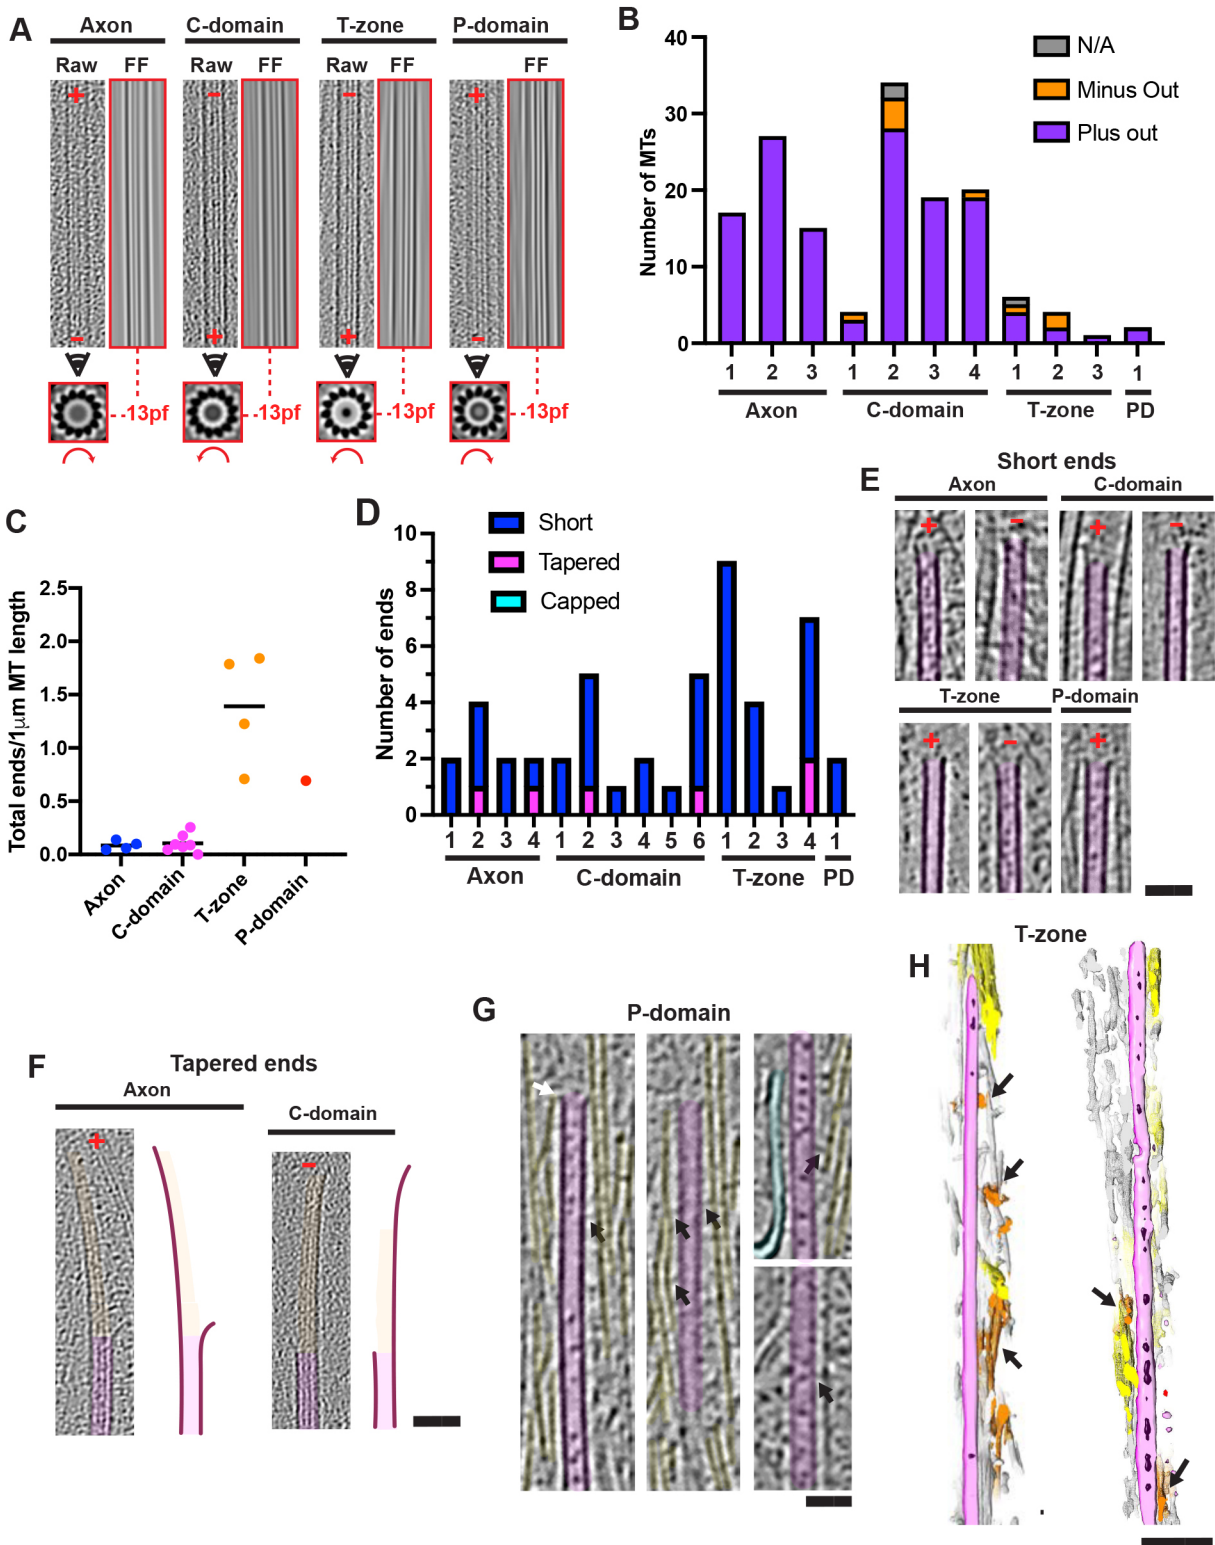 A
Axon
C-domain
T-zone
P-domain
Raw
FF
Raw
FF
Raw
FF
FF
+
-
-
+
-
+
+
-
--13pf
-13pf
-13pf
-13pf
B
Number of MTs
40
30
20
10
0
N/A
Minus Out
Plus out
1 2 3 1 2 3 4 1 2 3 1
Axon
C-domain
T-zone
PD
C
Total ends/1μm MT length
2.5
2.0
1.5
1.0
0.5
0.0
Axon
C-domain
T-zone
P-domain
D
Number of ends
10
8
6
4
2
0
Short
Tapered
Capped
1 2 3 4 1 2 3 4 5 6 1 2 3 4 1
Axon
C-domain
T-zone
PD
E
Short ends
Axon
C-domain
+
-
+
-
T-zone
P-domain
+
-
+
F
Tapered ends
Axon
C-domain
+
-
G
P-domain
H
T-zone